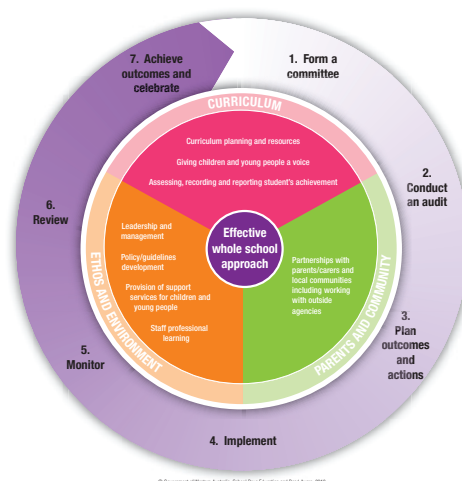 7. Achieve
outcomes and
celebrate
1. Form a
committee
2.
Conduct
an audit
3.
Plan
outcomes
and
actions
4. Implement
5.
Monitor
6.
Review
CURRICULUM
Curriculum planning and resources
Giving children and young people a voice
Assessing, recording and reporting student's achievement
ETHOS AND ENVIRONMENT
Leadership and
management
Policy/guidelines
development
Provision of support
services for children and
young people
Staff professional
learning
Effective
whole school
approach
PARENTS AND COMMUNITY
Partnerships with
parents/carers and
local communities
including working
with outside
agencies